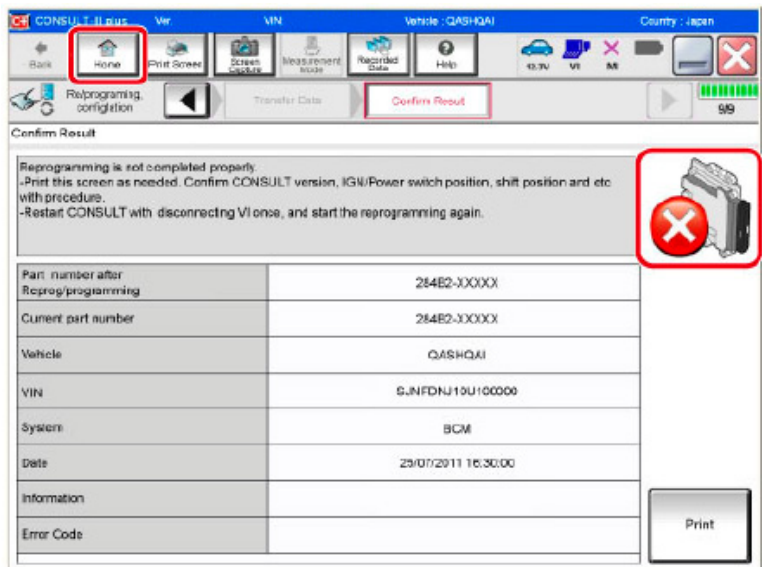 CONSULT-III plus Ver. VIN: Vehicle : QASHQAI Country : Japan
Back Home Print Screen Screen Capture Measurement Mode Recorded Data Help 12.3V VI MI
Re/programing, configlation Transfer Data Confirm Result 9/9
Confirm Result
Reprogramming is not completed properly.
-Print this screen as needed. Confirm CONSULT version, IGN/Power switch position, shift position and etc
with precedure.
-Restart CONSULT with disconnecting VI once, and start the reprogramming again.
Part number after
Reprog/programming
284B2-XXXXX
Current part number
284B2-XXXXX
Vehicle
QASHQAI
VIN
SJNFDNJ10U100000
System
BCM
Date
25/07/2011 16:30:00
Information
Error Code
Print